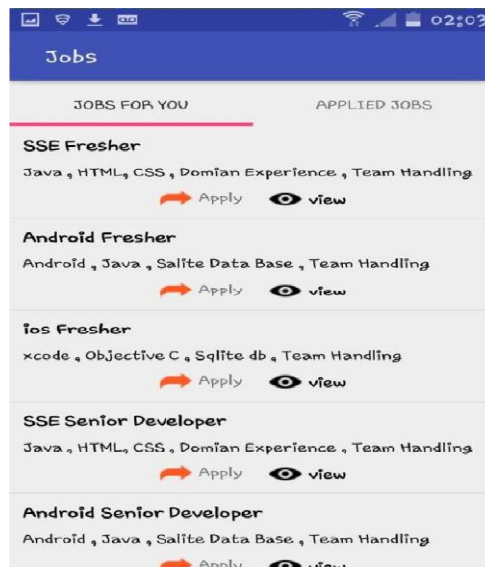 02:03
Jobs
JOBS FOR YOU APPLIED JOBS
SSE Fresher
Java , HTML, CSS , Domian Experience , Team Handling
Apply view
Android Fresher
Android , Java , Salite Data Base , Team Handling
Apply view
ios Fresher
xcode , Objective C , Sqlite db , Team Handling
Apply view
SSE Senior Developer
Java , HTML, CSS , Domian Experience , Team Handling
Apply view
Android Senior Developer
Android , Java , Salite Data Base , Team Handling
Apply view